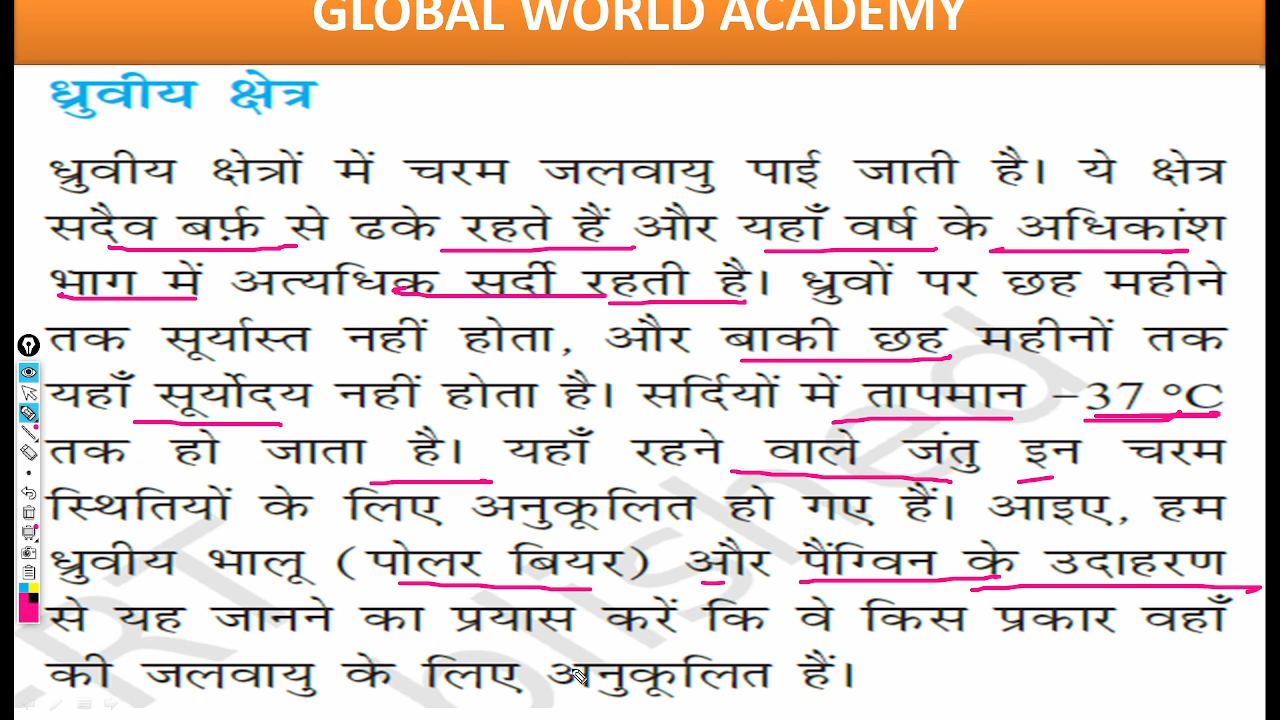 GLOBAL WORLD ACADEMY
ध्रुवीय क्षेत्र
ध्रुवीय क्षेत्रों में चरम जलवायु पाई जाती है। ये क्षेत्र
सदैव बर्फ़ से ढके रहते हैं और यहाँ वर्ष के अधिकांश
भाग में अत्यधिक सर्दी रहती है। ध्रुवों पर छह महीने
तक सूर्यास्त नहीं होता, और बाकी छह महीनों तक
यहाँ सूर्योदय नहीं होता है। सर्दियों में तापमान –37 °C
तक हो जाता है। यहाँ रहने वाले जंतु इन चरम
स्थितियों के लिए अनुकूलित हो गए हैं। आइए, हम
ध्रुवीय भालू (पोलर बियर) और पैंग्विन के उदाहरण
से यह जानने का प्रयास करें कि वे किस प्रकार वहाँ
की जलवायु के लिए अनुकूलित हैं।